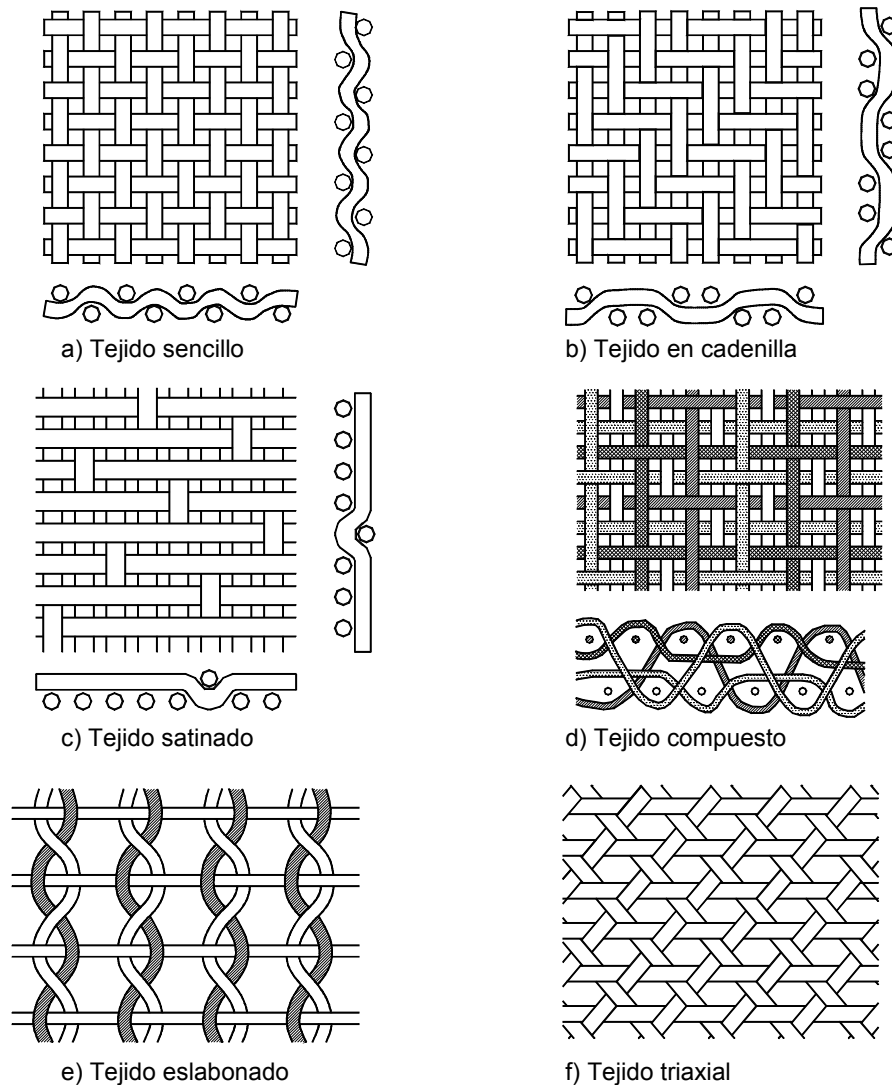 a) Tejido sencillo
b) Tejido en cadenilla
c) Tejido satinado
d) Tejido compuesto
e) Tejido eslabonado
f) Tejido triaxial